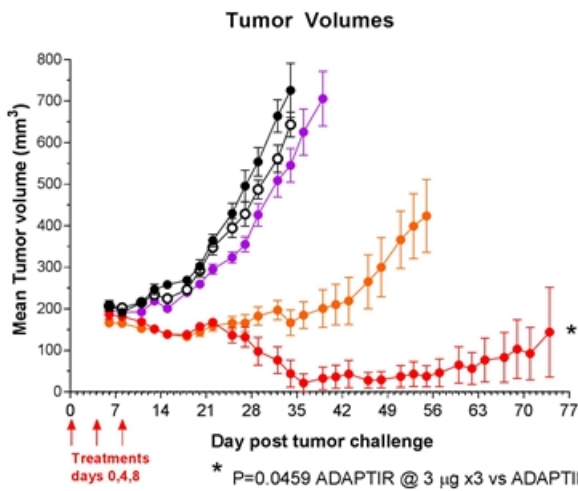 Tumor Volumes
Mean Tumor volume (mm³)
800
700
600
500
400
300
200
100
0
0 7 14 21 28 35 42 49 56 63 70 77
*
Day post tumor challenge
Treatments
days 0,4,8
* P=0.0459 ADAPTIR @ 3 µg x3 vs ADAPTI